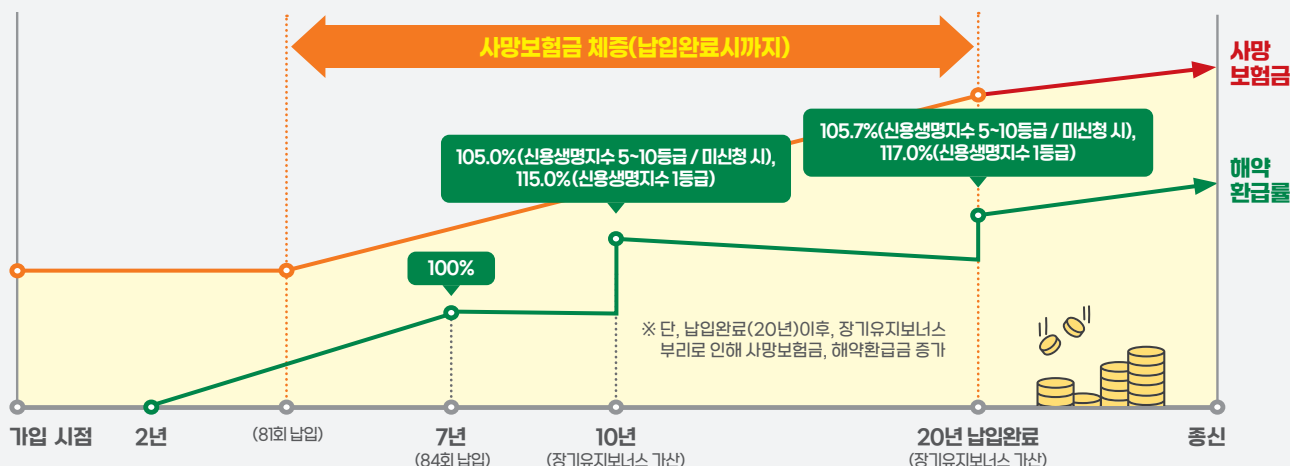 사망보험금 체증(납입완료시까지)
사망
보험금
105.7%(신용생명지수 5~10등급 / 미신청 시),
117.0%(신용생명지수 1등급)
105.0%(신용생명지수 5~10등급 / 미신청 시),
115.0%(신용생명지수 1등급)
해약
환급률
100%
※ 단, 납입완료(20년)이후, 장기유지보너스
부리로 인해 사망보험금, 해약환급금 증가
가입 시점
2년
(81회 납입)
7년
(84회 납입)
10년
(장기유지보너스 가산)
20년 납입완료
(장기유지보너스 가산)
종신